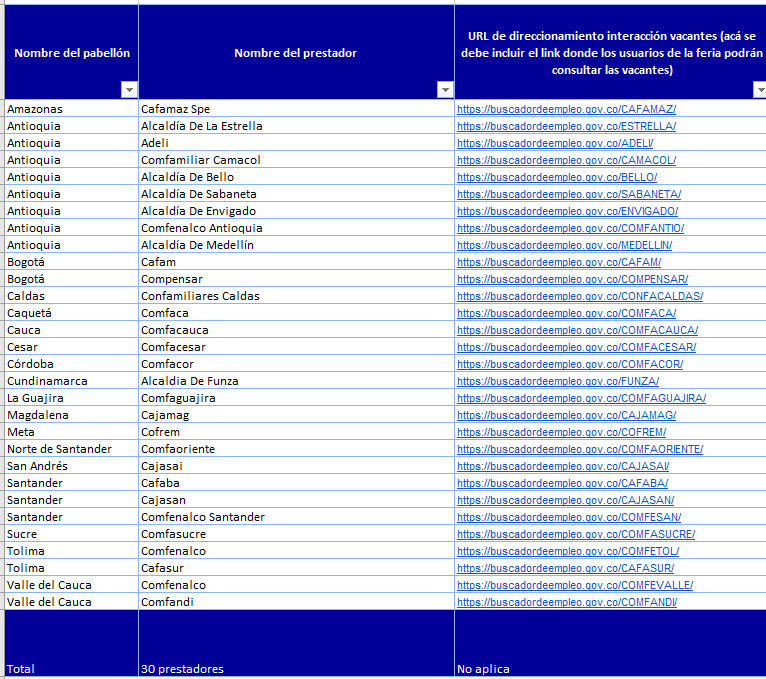 Nombre del pabellón Nombre del prestador URL de direccionamiento interacción vacantes (acá se debe incluir el link donde los usuarios de la feria podrán consultar las vacantes)
Amazonas Cafamaz Spe https://buscadordeempleo.gov.co/CAFAMAZ/
Antioquia Alcaldía De La Estrella https://buscadordeempleo.gov.co/ESTRELLA/
Antioquia Adeli https://buscadordeempleo.gov.co/ADELI/
Antioquia Comfamiliar Camacol https://buscadordeempleo.gov.co/CAMACOL/
Antioquia Alcaldía De Bello https://buscadordeempleo.gov.co/BELLO/
Antioquia Alcaldía De Sabaneta https://buscadordeempleo.gov.co/SABANETA/
Antioquia Alcaldía De Envigado https://buscadordeempleo.gov.co/ENVIGADO/
Antioquia Comfenalco Antioquia https://buscadordeempleo.gov.co/COMFANTIO/
Antioquia Alcaldía De Medellín https://buscadordeempleo.gov.co/MEDELLIN/
Bogotá Cafam https://buscadordeempleo.gov.co/CAFAM/
Bogotá Compensar https://buscadordeempleo.gov.co/COMPENSAR/
Caldas Confamiliares Caldas https://buscadordeempleo.gov.co/CONFACALDAS/
Caquetá Comfaca https://buscadordeempleo.gov.co/COMFACA/
Cauca Comfacauca https://buscadordeempleo.gov.co/COMFACAUCA/
Cesar Comfacesar https://buscadordeempleo.gov.co/COMFACESAR/
Córdoba Comfacor https://buscadordeempleo.gov.co/COMFACOR/
Cundinamarca Alcaldia De Funza https://buscadordeempleo.gov.co/FUNZA/
La Guajira Comfaguajira https://buscadordeempleo.gov.co/COMFAGUAJIRA/
Magdalena Cajamag https://buscadordeempleo.gov.co/CAJAMAG/
Meta Cofrem https://buscadordeempleo.gov.co/COFREM/
Norte de Santander Comfaoriente https://buscadordeempleo.gov.co/COMFAORIENTE/
San Andrés Cajasai https://buscadordeempleo.gov.co/CAJASAI/
Santander Cafaba https://buscadordeempleo.gov.co/CAFABA/
Santander Cajasan https://buscadordeempleo.gov.co/CAJASAN/
Santander Comfenalco Santander https://buscadordeempleo.gov.co/COMFESAN/
Sucre Comfasucre https://buscadordeempleo.gov.co/COMFASUCRE/
Tolima Comfenalco https://buscadordeempleo.gov.co/COMFETOL/
Tolima Cafasur https://buscadordeempleo.gov.co/CAFASUR/
Valle del Cauca Comfenalco https://buscadordeempleo.gov.co/COMFEVALLE/
Valle del Cauca Comfandi https://buscadordeempleo.gov.co/COMFANDI/
Total 30 prestadores No aplica